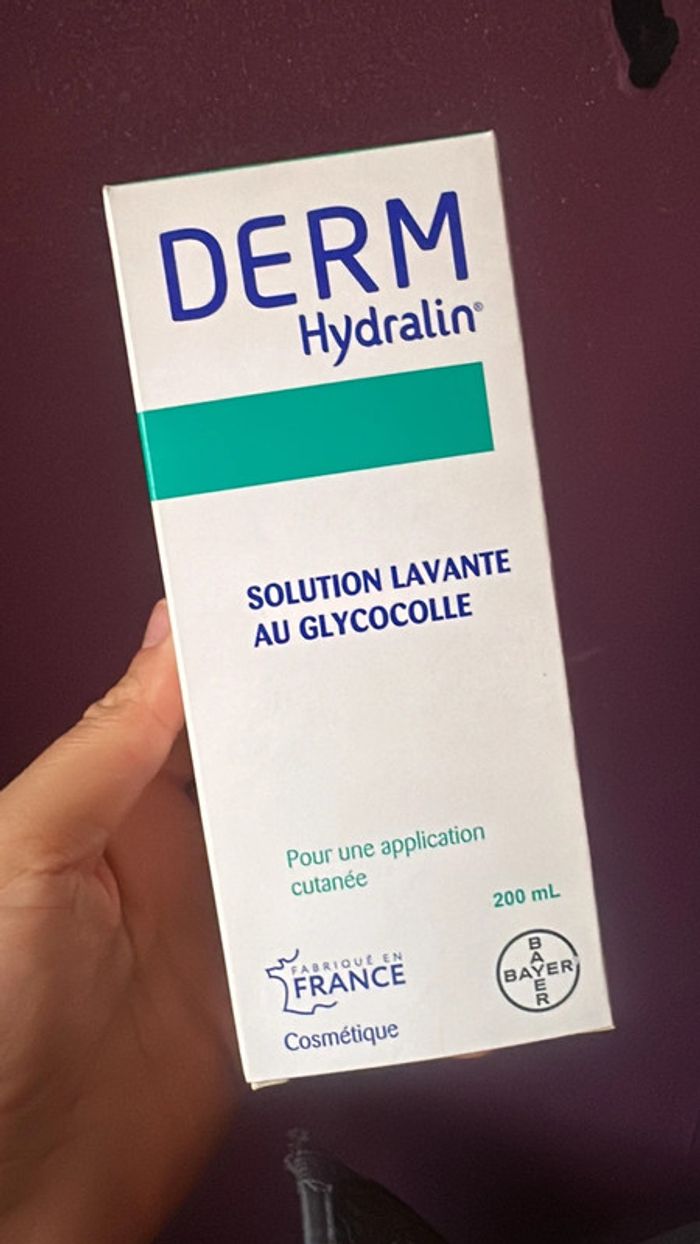 DERM
Hydralin®
SOLUTION LAVANTE
AU GLYCOCOLLE
Pour une application
cutanée
200 mL
FABRIQUÉ EN
FRANCE
BAYER
BAYER
Cosmétique